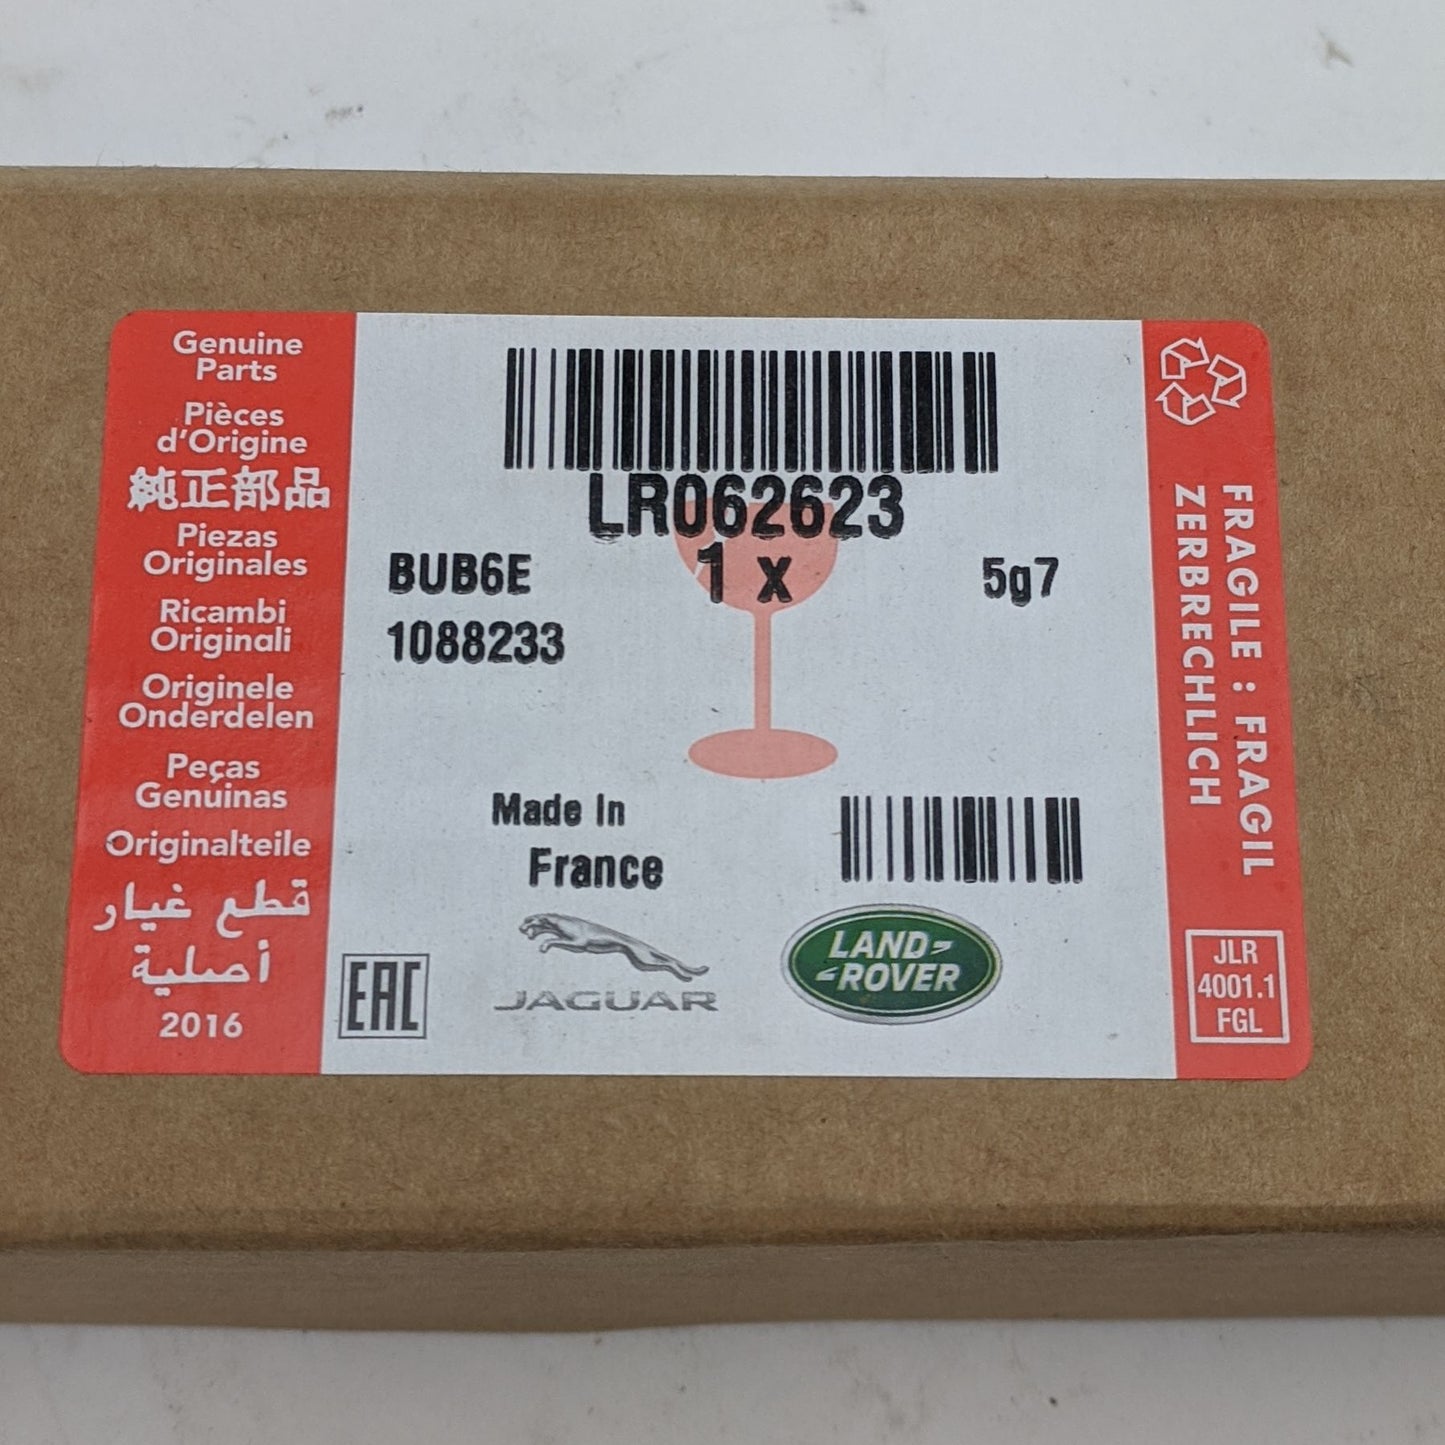 Genuine
Parts
Pièces
d'Origine
純正部品
Piezas
Originales
Ricambi
Originali
Originele
Onderdelen
Peças
Genuinas
Originalteile
قطع غيار
أصلية
2016
LR062623
BUB6E
1 x
5g7
1088233
Made In
France
EAC
JAGUAR
LAND-
-ROVER
FRAGILE : FRAGIL
ZERBRECHLICH
JLR
4001.1
FGL